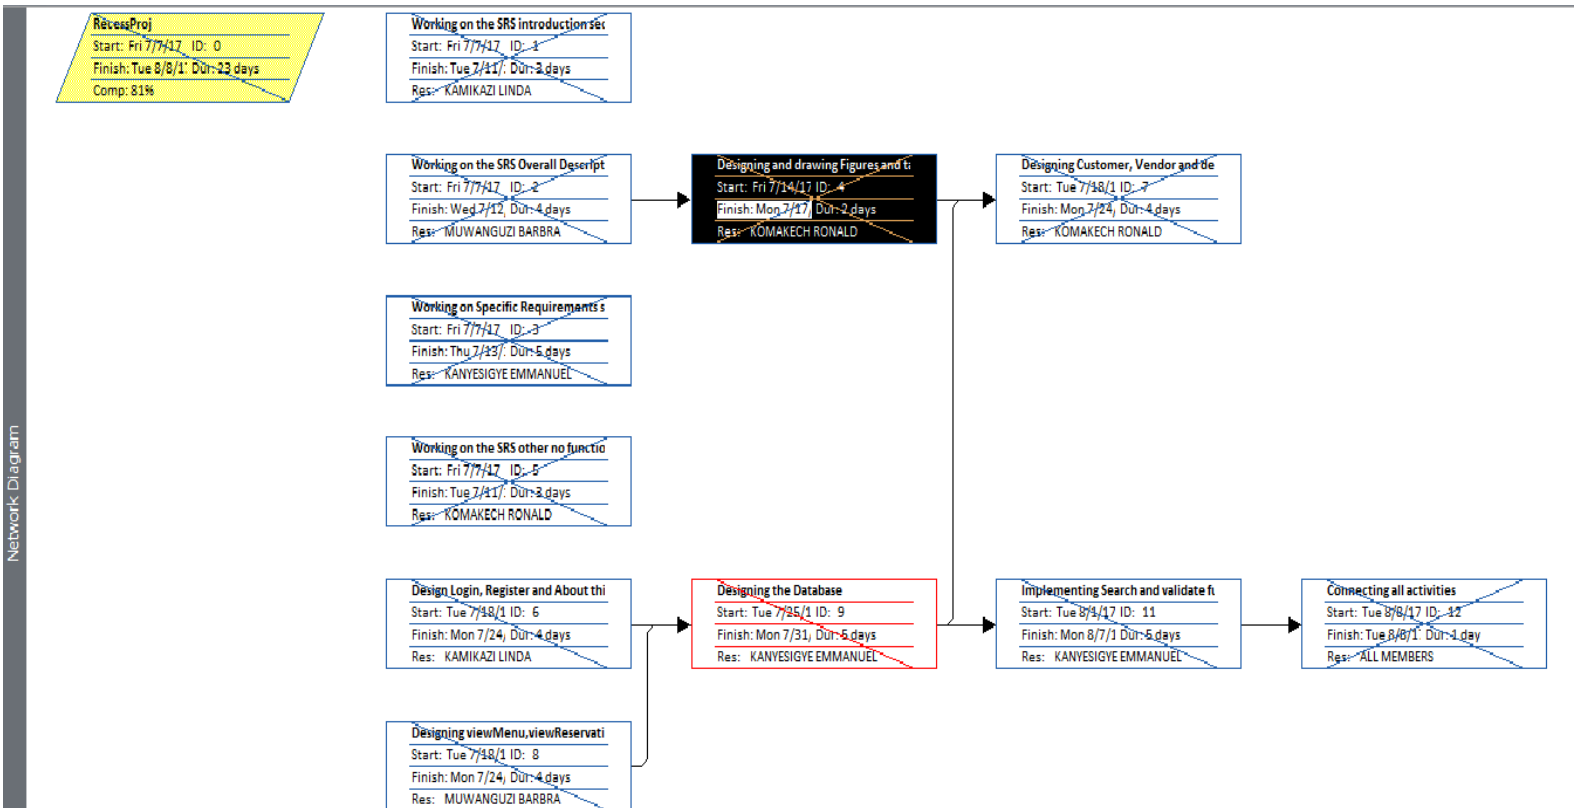 RecessProj
Start: Fri 7/7/17 ID: 0
Finish: Tue 8/8/1' Dur: 23 days
Comp: 81%
Working on the SRS introduction sec
Start: Fri 7/7/17 ID: 1
Finish: Tue 7/11/: Dur: 3 days
Res: KAMIKAZI LINDA
Working on the SRS Overall Descript
Start: Fri 7/7/17 ID: 2
Finish: Wed 7/12, Dur: 4 days
Res: MUWANGUZI BARBRA
Designing and drawing Figures and ta
Start: Fri 7/14/17 ID: 4
Finish: Mon 7/17, Dur: 2 days
Res: KOMAKECH RONALD
Designing Customer, Vendor and de
Start: Tue 7/18/1 ID: 7
Finish: Mon 7/24, Dur: 4 days
Res: KOMAKECH RONALD
Working on Specific Requirements s
Start: Fri 7/7/17 ID: 3
Finish: Thu 7/13/: Dur: 5 days
Res: KANYESIGYE EMMANUEL
Working on the SRS other no functio
Start: Fri 7/7/17 ID: 5
Finish: Tue 7/11/: Dur: 3 days
Res: KOMAKECH RONALD
Network Diagram
Design Login, Register and About thi
Start: Tue 7/18/1 ID: 6
Finish: Mon 7/24, Dur: 4 days
Res: KAMIKAZI LINDA
Designing the Database
Start: Tue 7/25/1 ID: 9
Finish: Mon 7/31, Dur: 5 days
Res: KANYESIGYE EMMANUEL
Implementing Search and validate fu
Start: Tue 8/1/17 ID: 11
Finish: Mon 8/7/1 Dur: 5 days
Res: KANYESIGYE EMMANUEL
Connecting all activities
Start: Tue 8/8/17 ID: 12
Finish: Tue 8/8/1' Dur: 1 day
Res: ALL MEMBERS
Designing viewMenu,viewReservati
Start: Tue 7/18/1 ID: 8
Finish: Mon 7/24, Dur: 4 days
Res: MUWANGUZI BARBRA